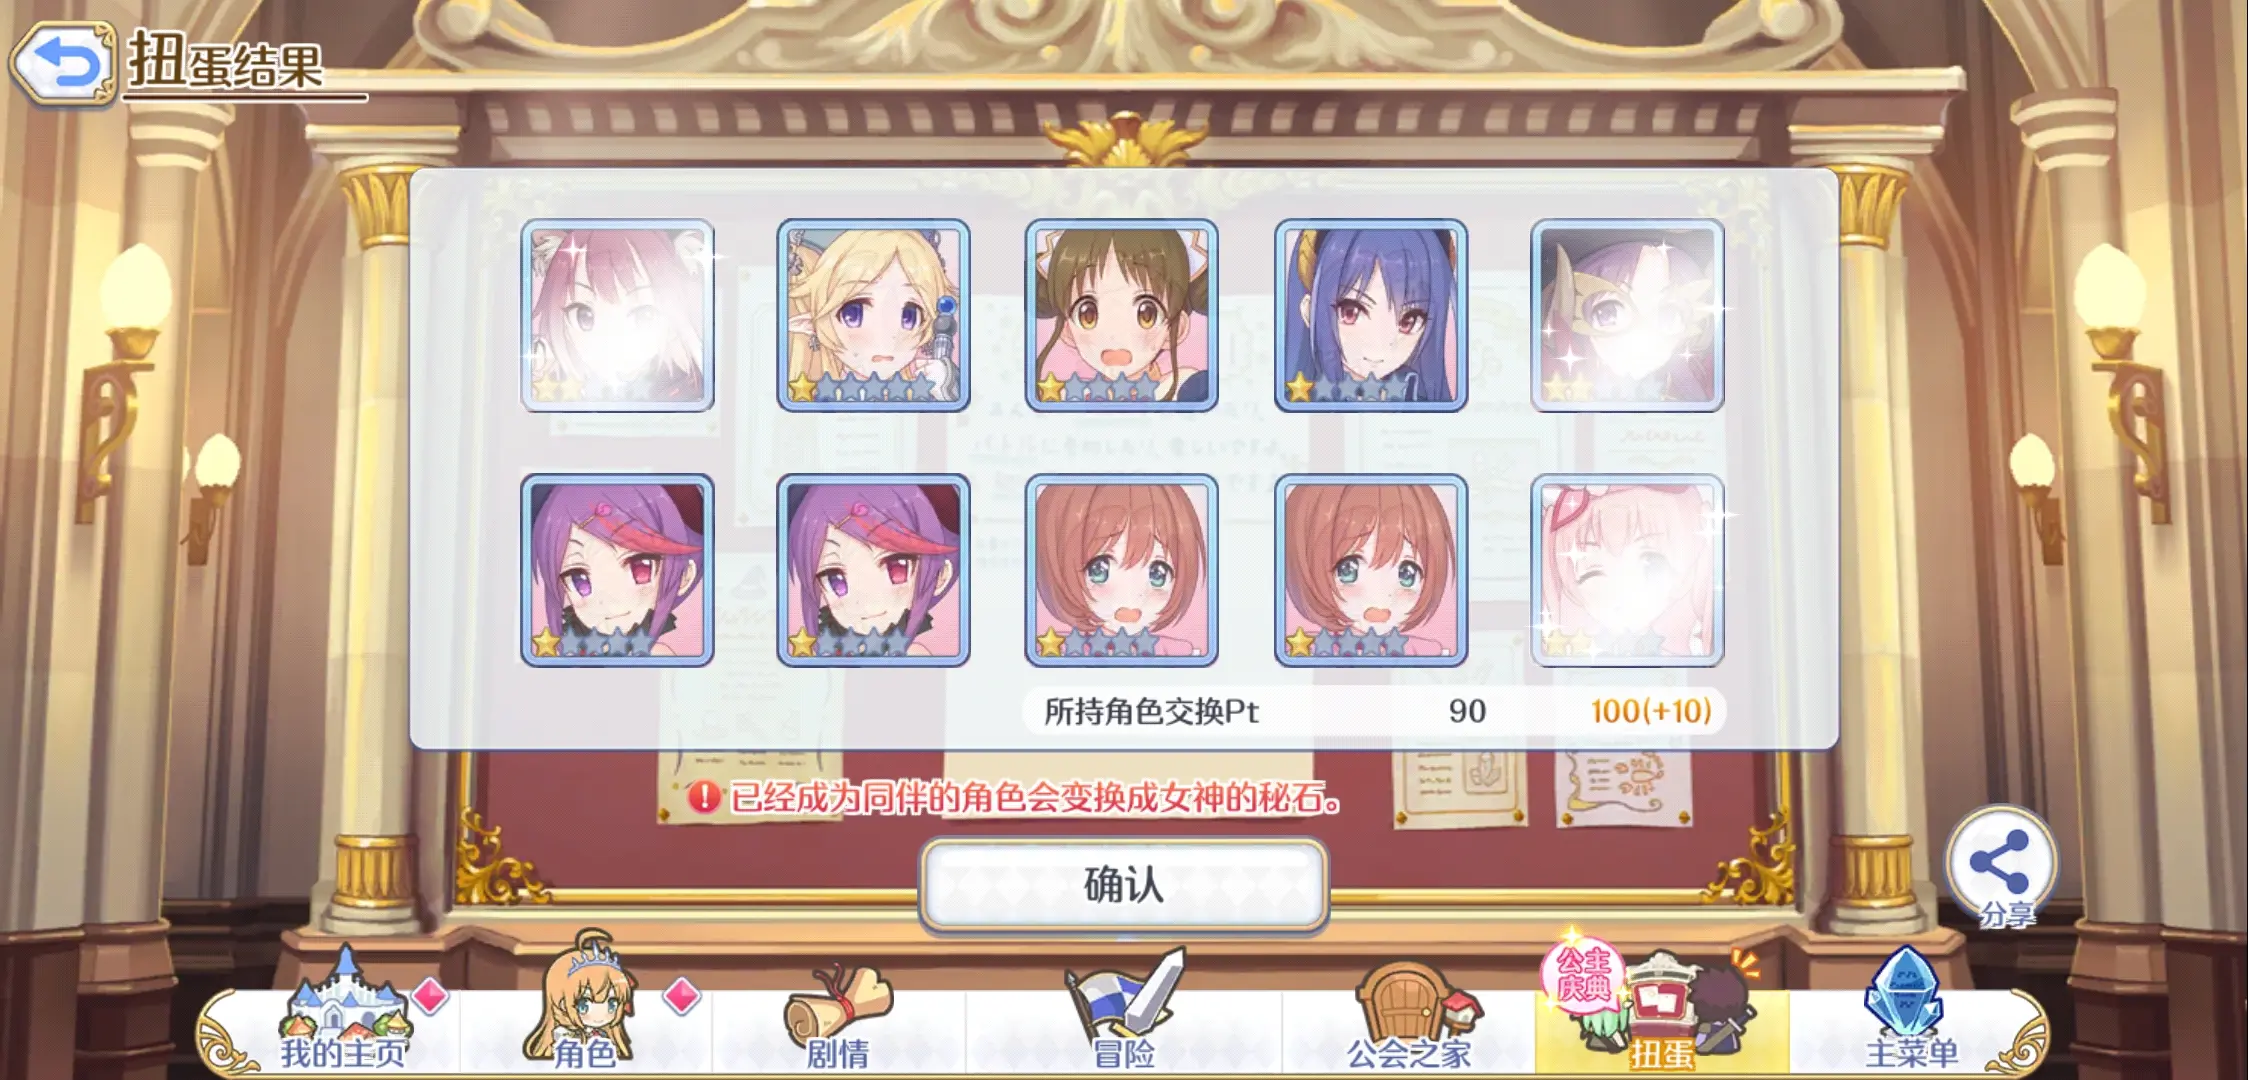 扭蛋结果
所持角色交换Pt 90 100(+10)
已经成为同伴的角色会变换成女神的秘石。
确认
分享
公主
庆典
我的主页 角色 剧情 冒险 公会之家 扭蛋 主菜单